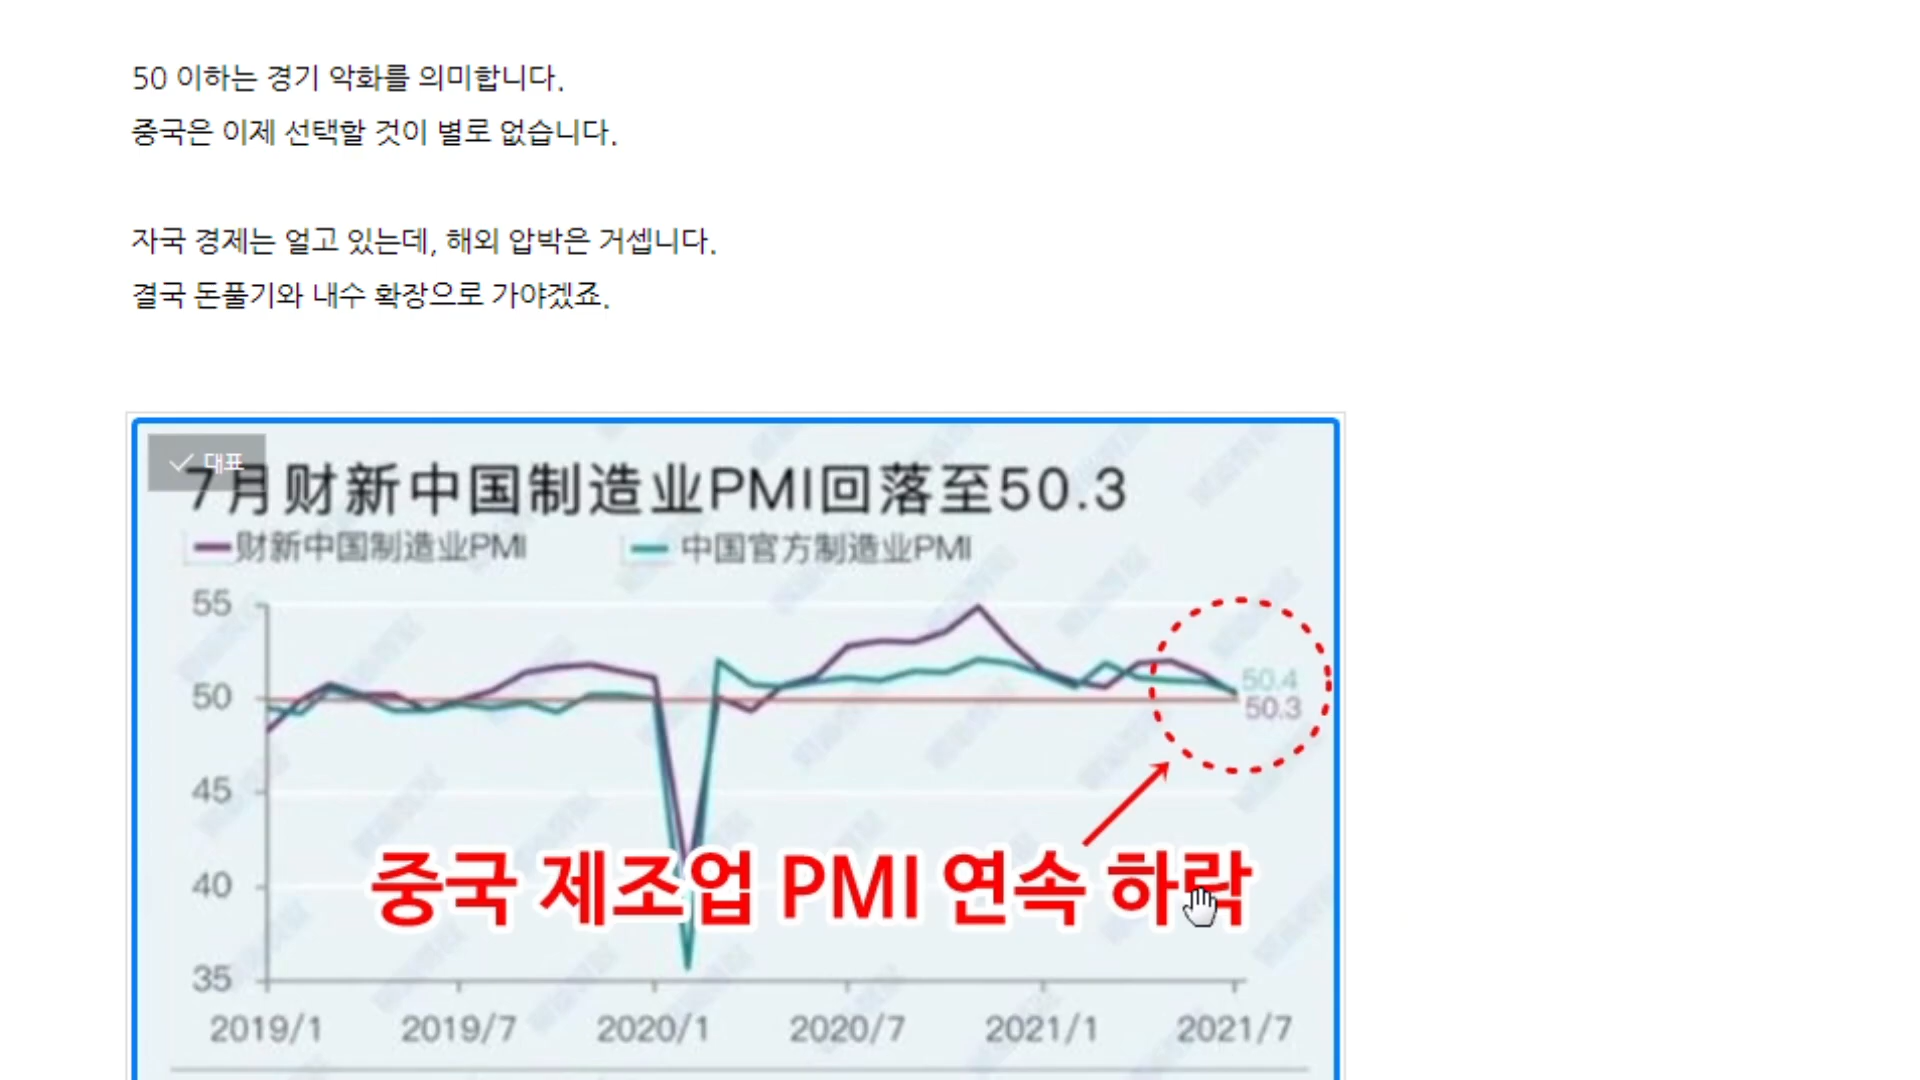 50 이하는 경기 악화를 의미합니다.
중국은 이제 선택할 것이 별로 없습니다.
자국 경제는 얼고 있는데, 해외 압박은 거셉니다.
결국 돈풀기와 내수 확장으로 가야겠죠.
대표
7月财新中国制造业PMI回落至50.3
财新中国制造业PMI 中国官方制造业PMI
55
50
45
40
35
50.4
50.3
중국 제조업 PMI 연속 하락
2019/1 2019/7 2020/1 2020/7 2021/1 2021/7